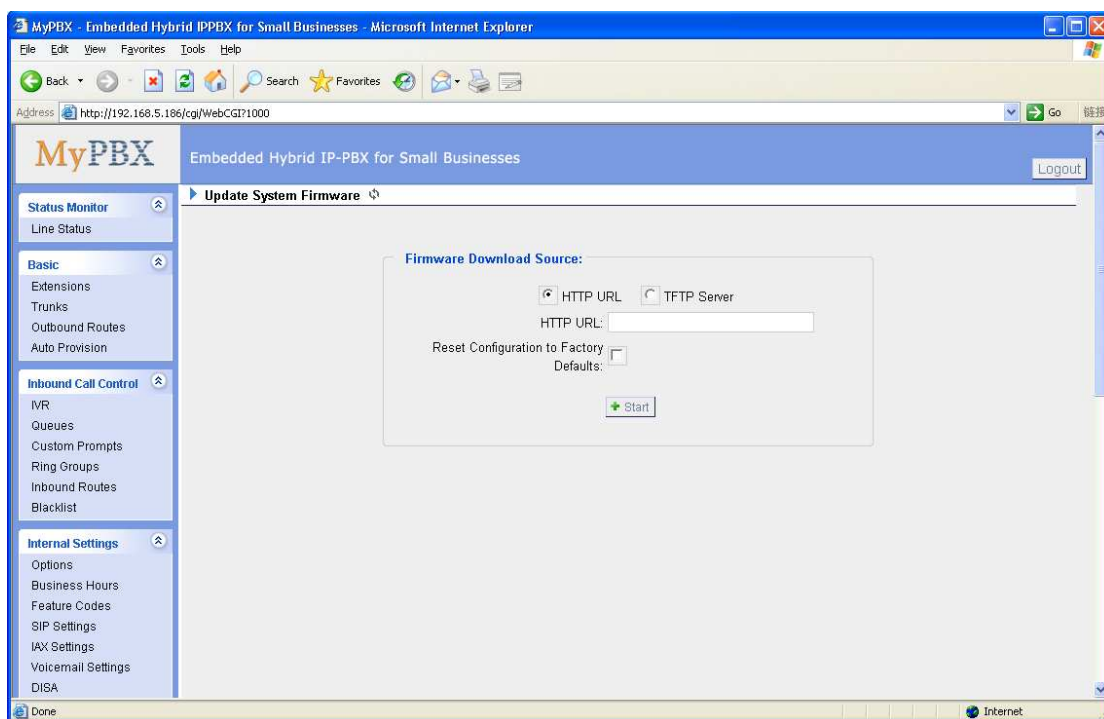 MyPBX - Embedded Hybrid IPPBX for Small Businesses - Microsoft Internet Explorer
File Edit View Favorites Tools Help
Back Search Favorites
Address http://192.168.5.186/cgi/WebCGI?1000 Go 链接
MyPBX Embedded Hybrid IP-PBX for Small Businesses
Logout
Update System Firmware
Status Monitor
Line Status
Basic
Extensions
Trunks
Outbound Routes
Auto Provision
Inbound Call Control
IVR
Queues
Custom Prompts
Ring Groups
Inbound Routes
Blacklist
Internal Settings
Options
Business Hours
Feature Codes
SIP Settings
IAX Settings
Voicemail Settings
DISA
Firmware Download Source:
HTTP URL TFTP Server
HTTP URL:
Reset Configuration to Factory
Defaults:
Start
Done Internet